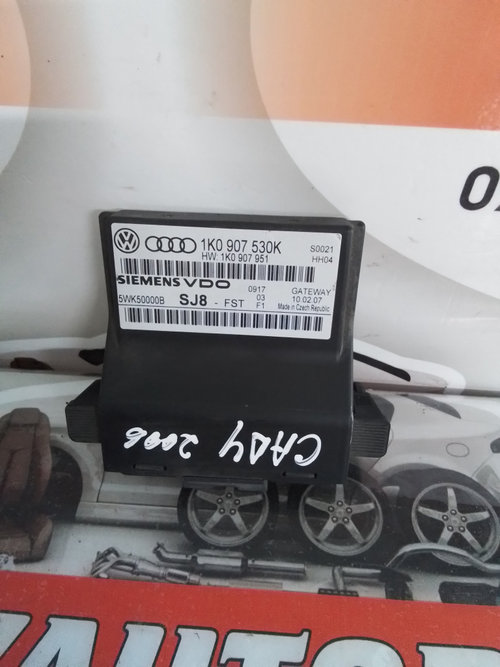 1K0 907 530K
HW: 1K0 907 951
S0021
HH04
SIEMENS VDO
5WK50000B
SJ8 - FST
0917
03
F1
GATEWAY
10.02.07
Made in Czech Republic
CADY 2006